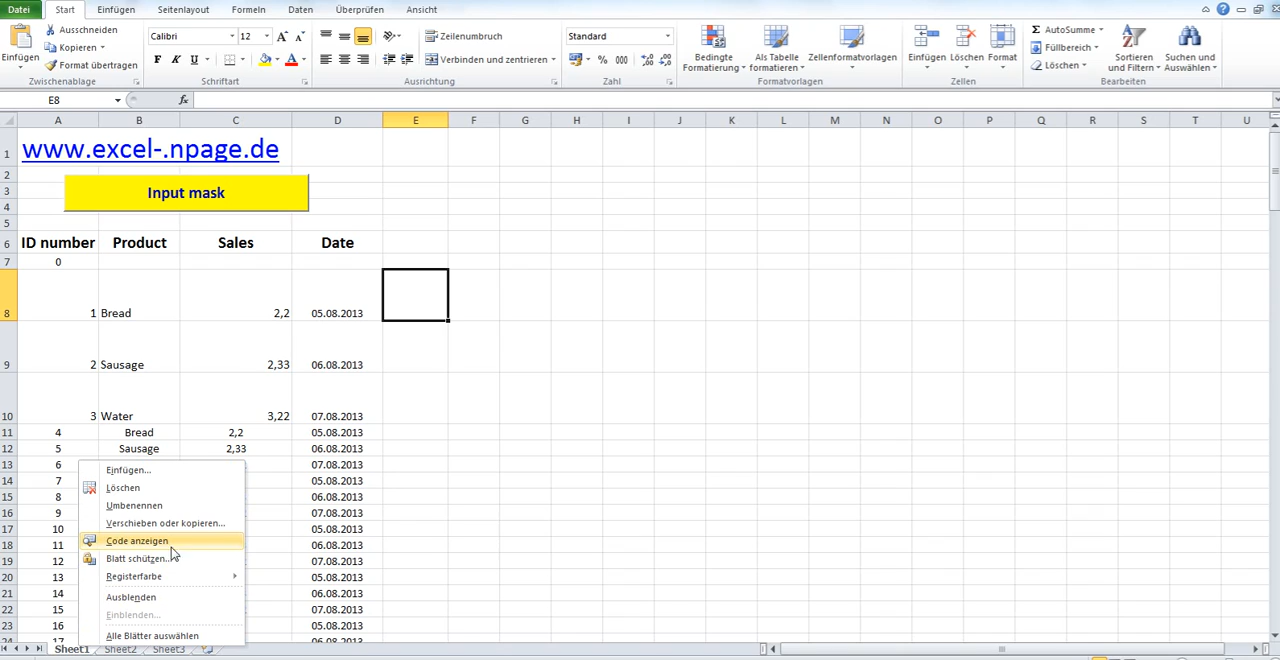 Datei Start Einfügen Seitenlayout Formeln Daten Überprüfen Ansicht
Einfügen Ausschneiden Kopieren Format übertragen Zwischenablage
Calibri 12 F K U Schriftart
Zeilenumbruch Verbinden und zentrieren Ausrichtung
Standard % 000 Zahl
Bedingte Formatierung Als Tabelle formatieren Zellenformatvorlagen Formatvorlagen
Einfügen Löschen Format Zellen
Σ AutoSumme Füllbereich Löschen Sortieren und Filtern Suchen und Auswählen Bearbeiten
E8 fx
A B C D E F G H I J K L M N O P Q R S T U
1 www.excel-.npage.de
2
3 Input mask
4
5
6 ID number Product Sales Date
7 0
8 1 Bread 2,2 05.08.2013
9 2 Sausage 2,33 06.08.2013
10 3 Water 3,22 07.08.2013
11 4 Bread 2,2 05.08.2013
12 5 Sausage 2,33 06.08.2013
13 6 07.08.2013
14 7 05.08.2013
15 8 06.08.2013
16 9 07.08.2013
17 10 05.08.2013
18 11 06.08.2013
19 12 07.08.2013
20 13 05.08.2013
21 14 06.08.2013
22 15 07.08.2013
23 16 05.08.2013
24 17 06.08.2013
Einfügen...
Löschen
Umbenennen
Verschieben oder kopieren...
Code anzeigen
Blatt schützen...
Registerfarbe
Ausblenden
Einblenden...
Alle Blätter auswählen
Sheet1 Sheet2 Sheet3